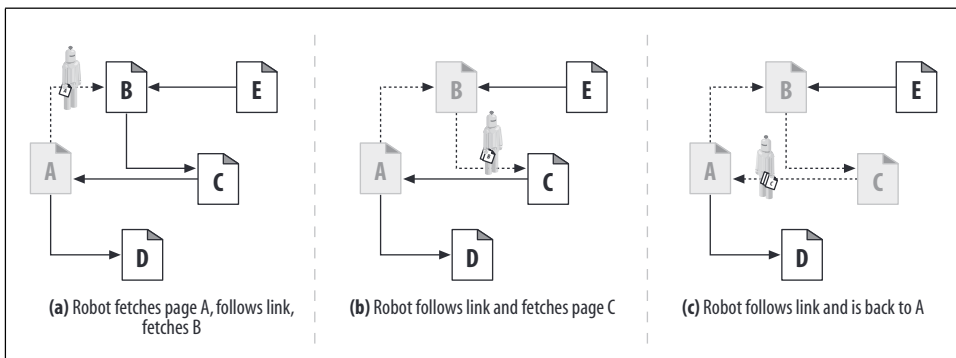 B
E
A
C
D
(a) Robot fetches page A, follows link,
fetches B
B
E
A
C
D
(b) Robot follows link and fetches page C
B
E
A
C
D
(c) Robot follows link and is back to A